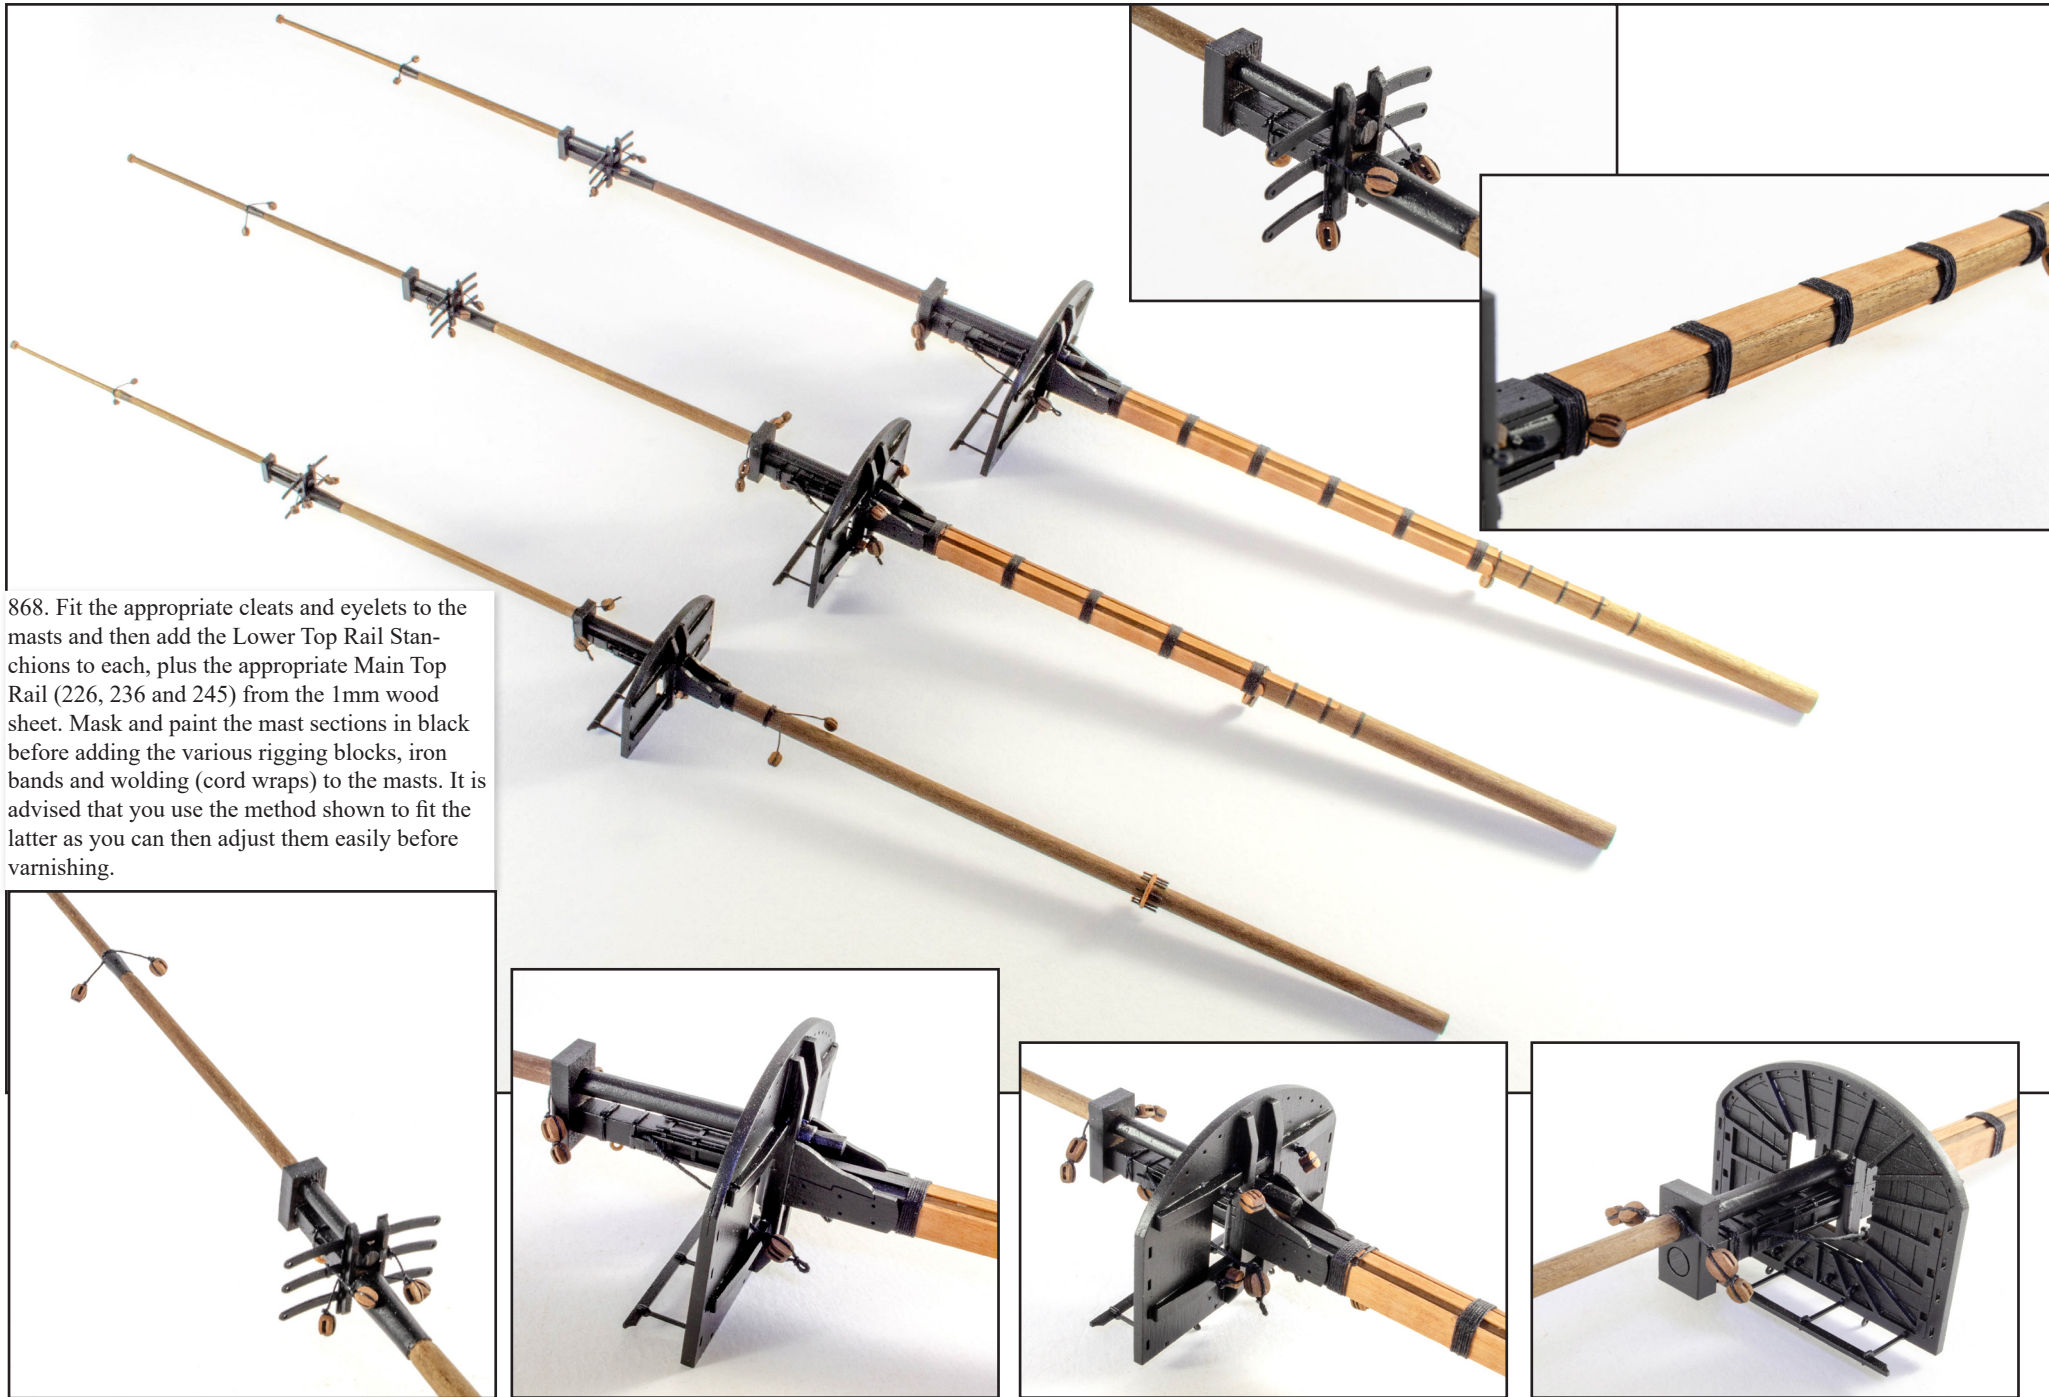 868. Fit the appropriate cleats and eyelets to the
masts and then add the Lower Top Rail Stan-
chions to each, plus the appropriate Main Top
Rail (226, 236 and 245) from the 1mm wood
sheet. Mask and paint the mast sections in black
before adding the various rigging blocks, iron
bands and wolding (cord wraps) to the masts. It is
advised that you use the method shown to fit the
latter as you can then adjust them easily before
varnishing.